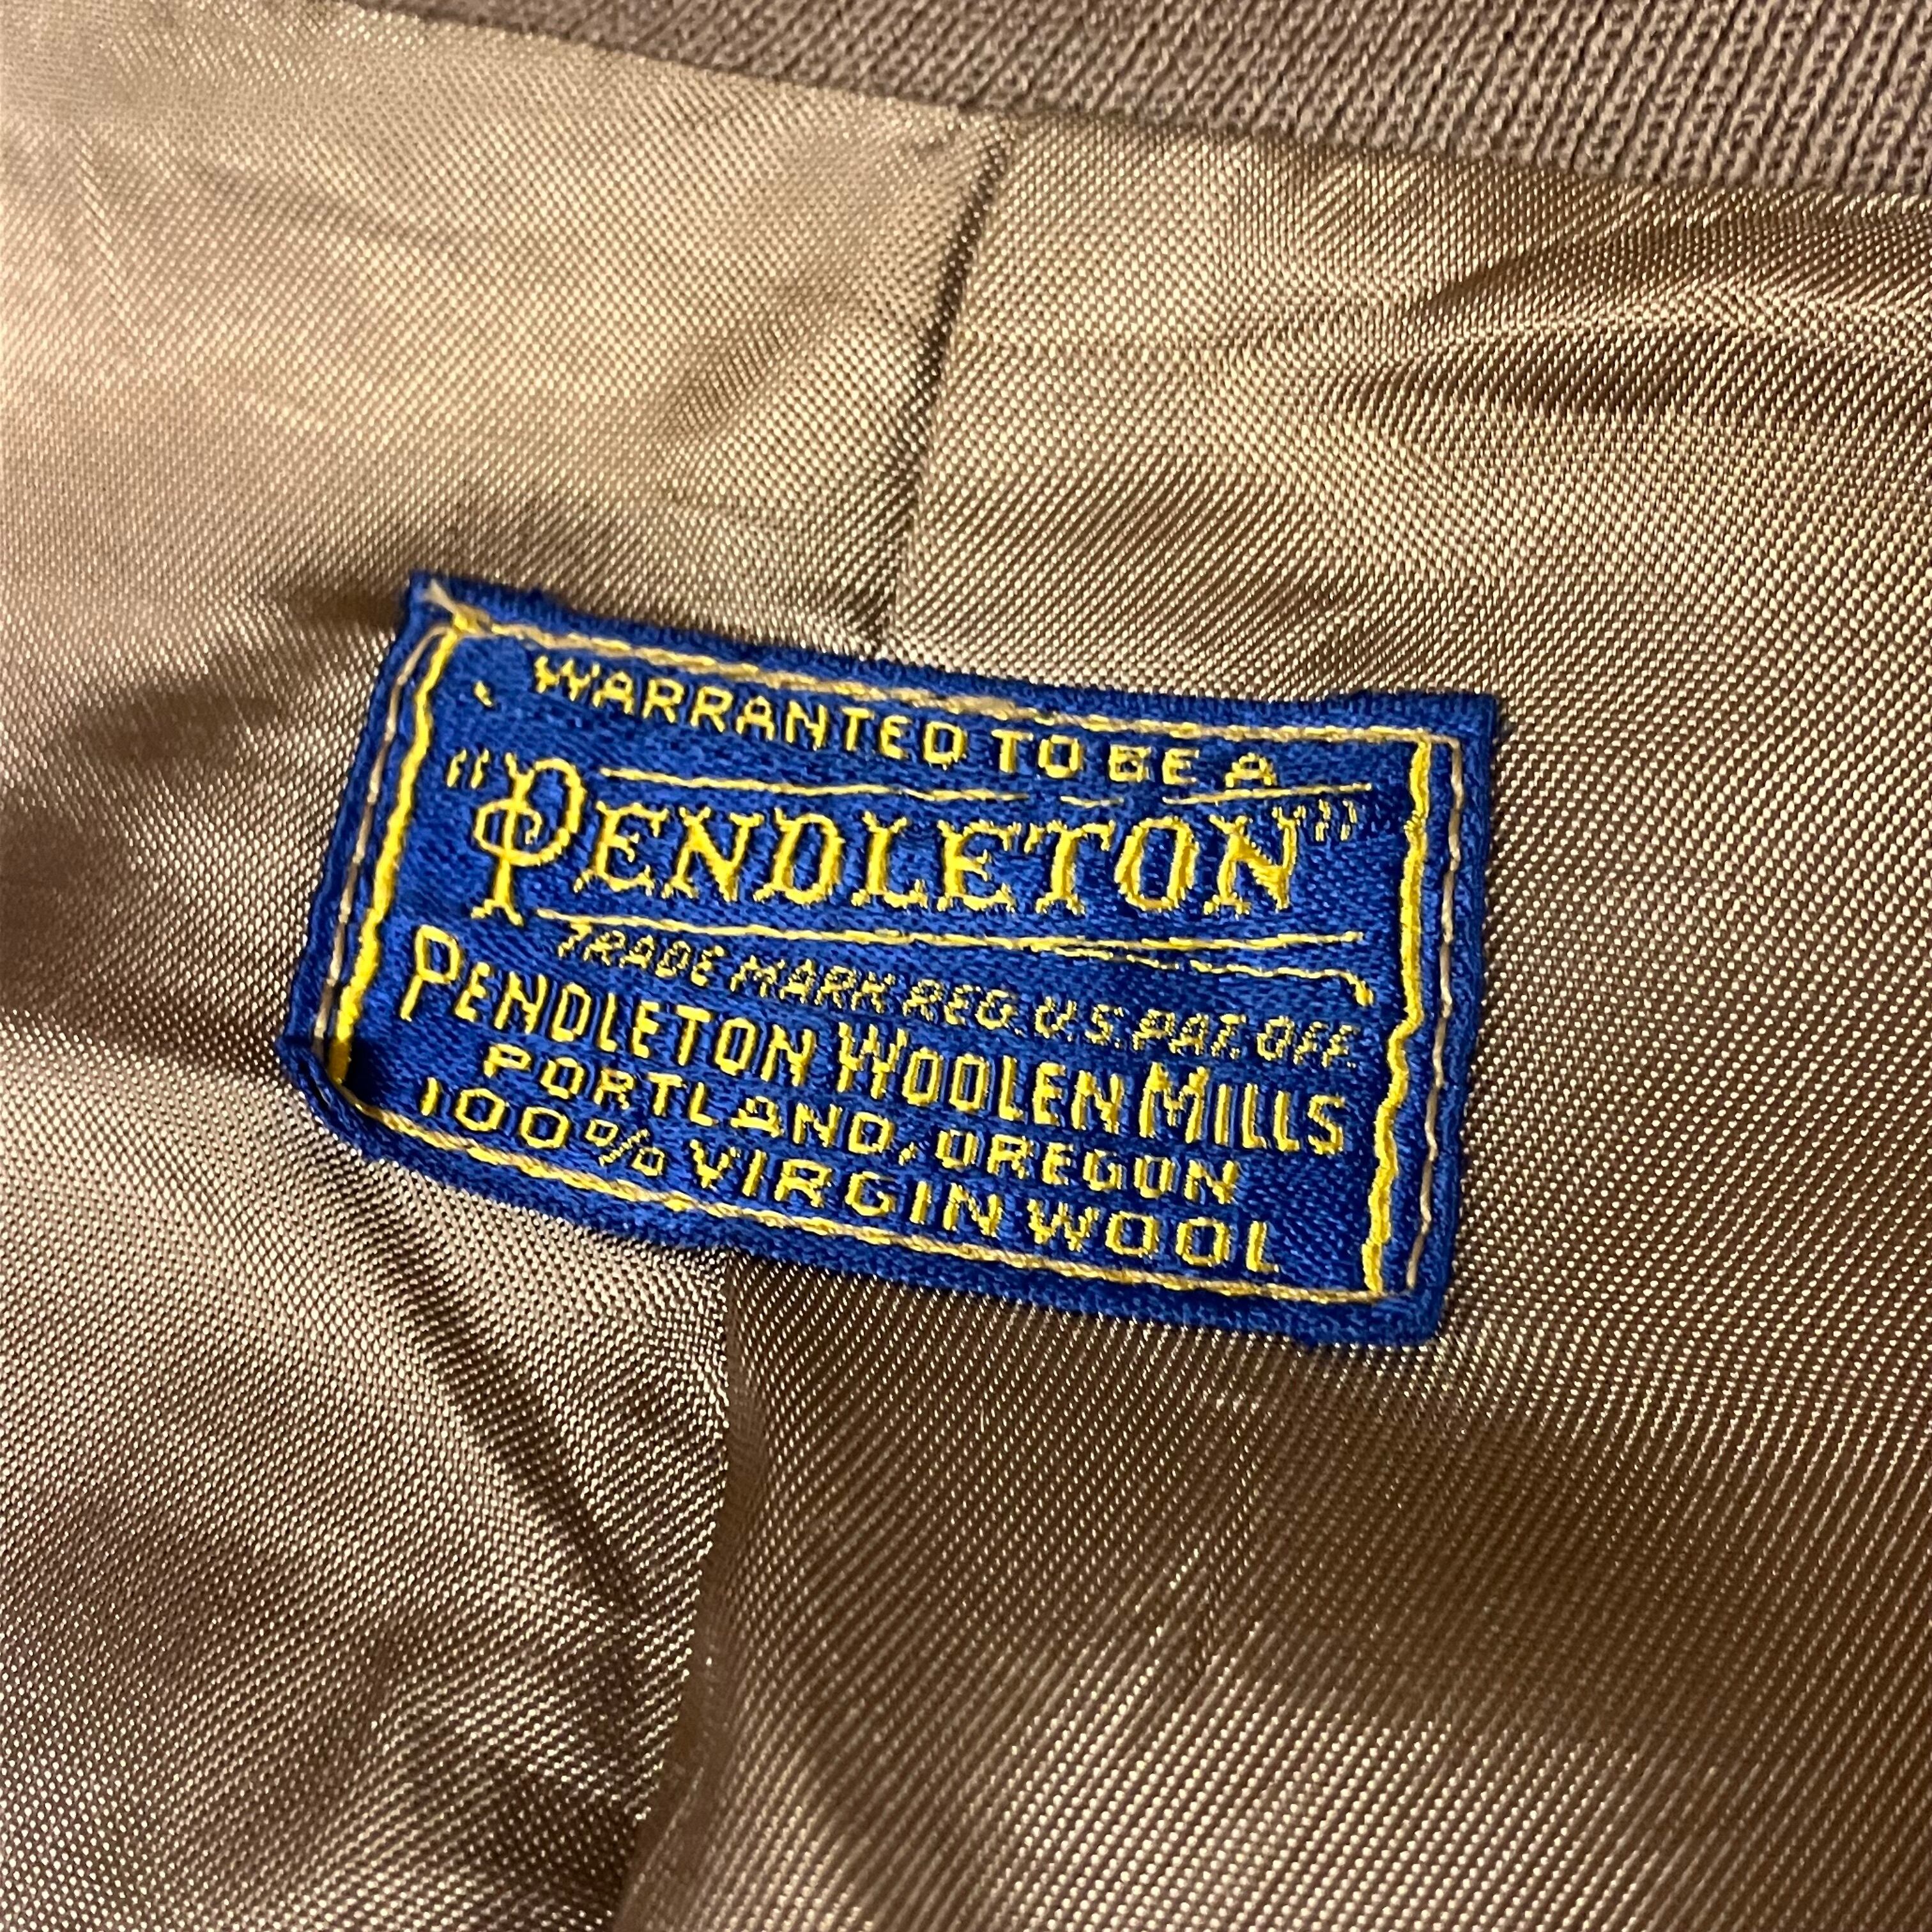 WARRANTED TO BE A
"PENDLETON"
TRADE MARK REG. U.S. PAT. OFF.
PENDLETON WOOLEN MILLS
PORTLAND, OREGON
100% VIRGIN WOOL